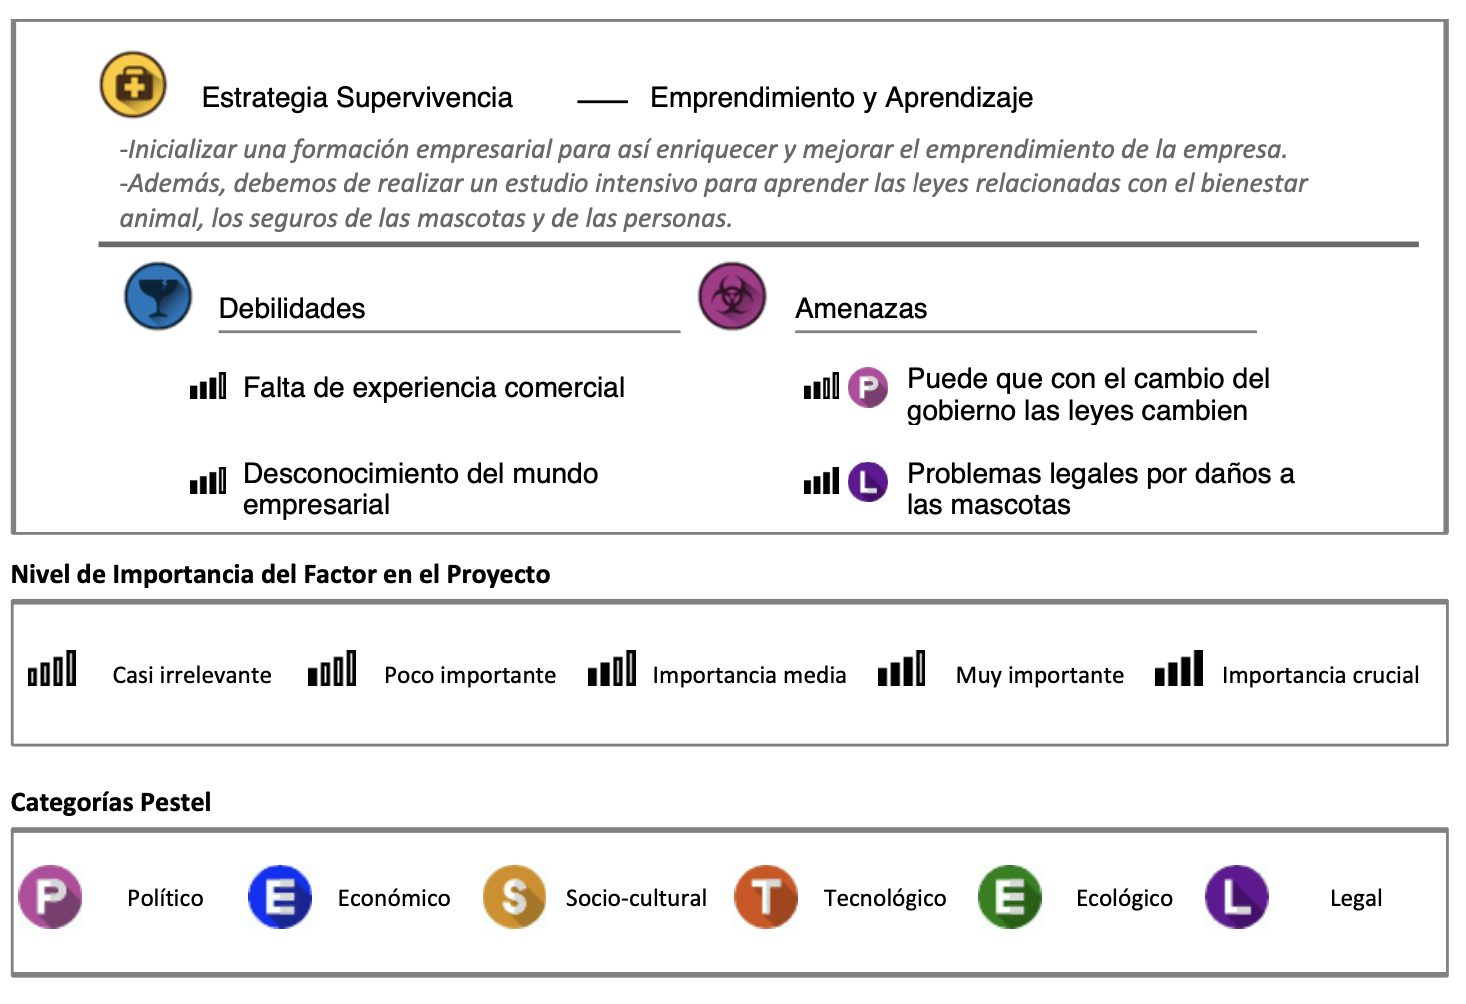 Estrategia Supervivencia — Emprendimiento y Aprendizaje
-Inicializar una formación empresarial para así enriquecer y mejorar el emprendimiento de la empresa.
-Además, debemos de realizar un estudio intensivo para aprender las leyes relacionadas con el bienestar
animal, los seguros de las mascotas y de las personas.
Debilidades
Amenazas
Falta de experiencia comercial
Desconocimiento del mundo
empresarial
P
Puede que con el cambio del
gobierno las leyes cambien
L
Problemas legales por daños a
las mascotas
Nivel de Importancia del Factor en el Proyecto
Casi irrelevante
Poco importante
Importancia media
Muy importante
Importancia crucial
Categorías Pestel
P
Político
E
Económico
S
Socio-cultural
T
Tecnológico
E
Ecológico
L
Legal